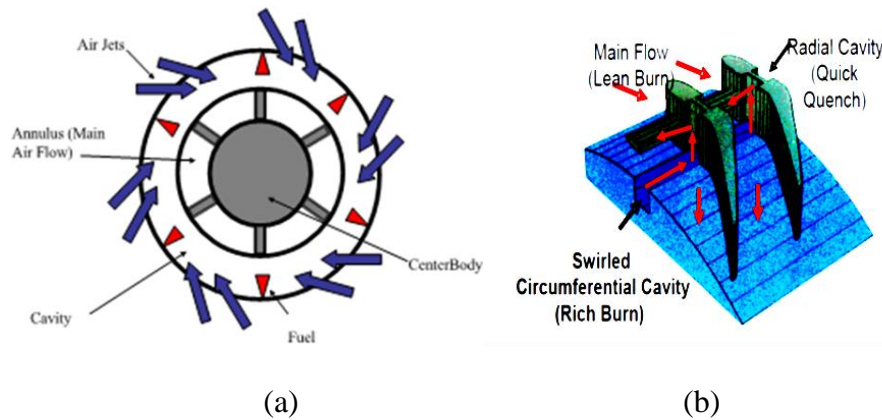 Air Jets
Annulus (Main
Air Flow)
Cavity
Fuel
CenterBody
Main Flow
(Lean Burn)
Radial Cavity
(Quick
Quench)
Swirled
Circumferential Cavity
(Rich Burn)
(a)
(b)